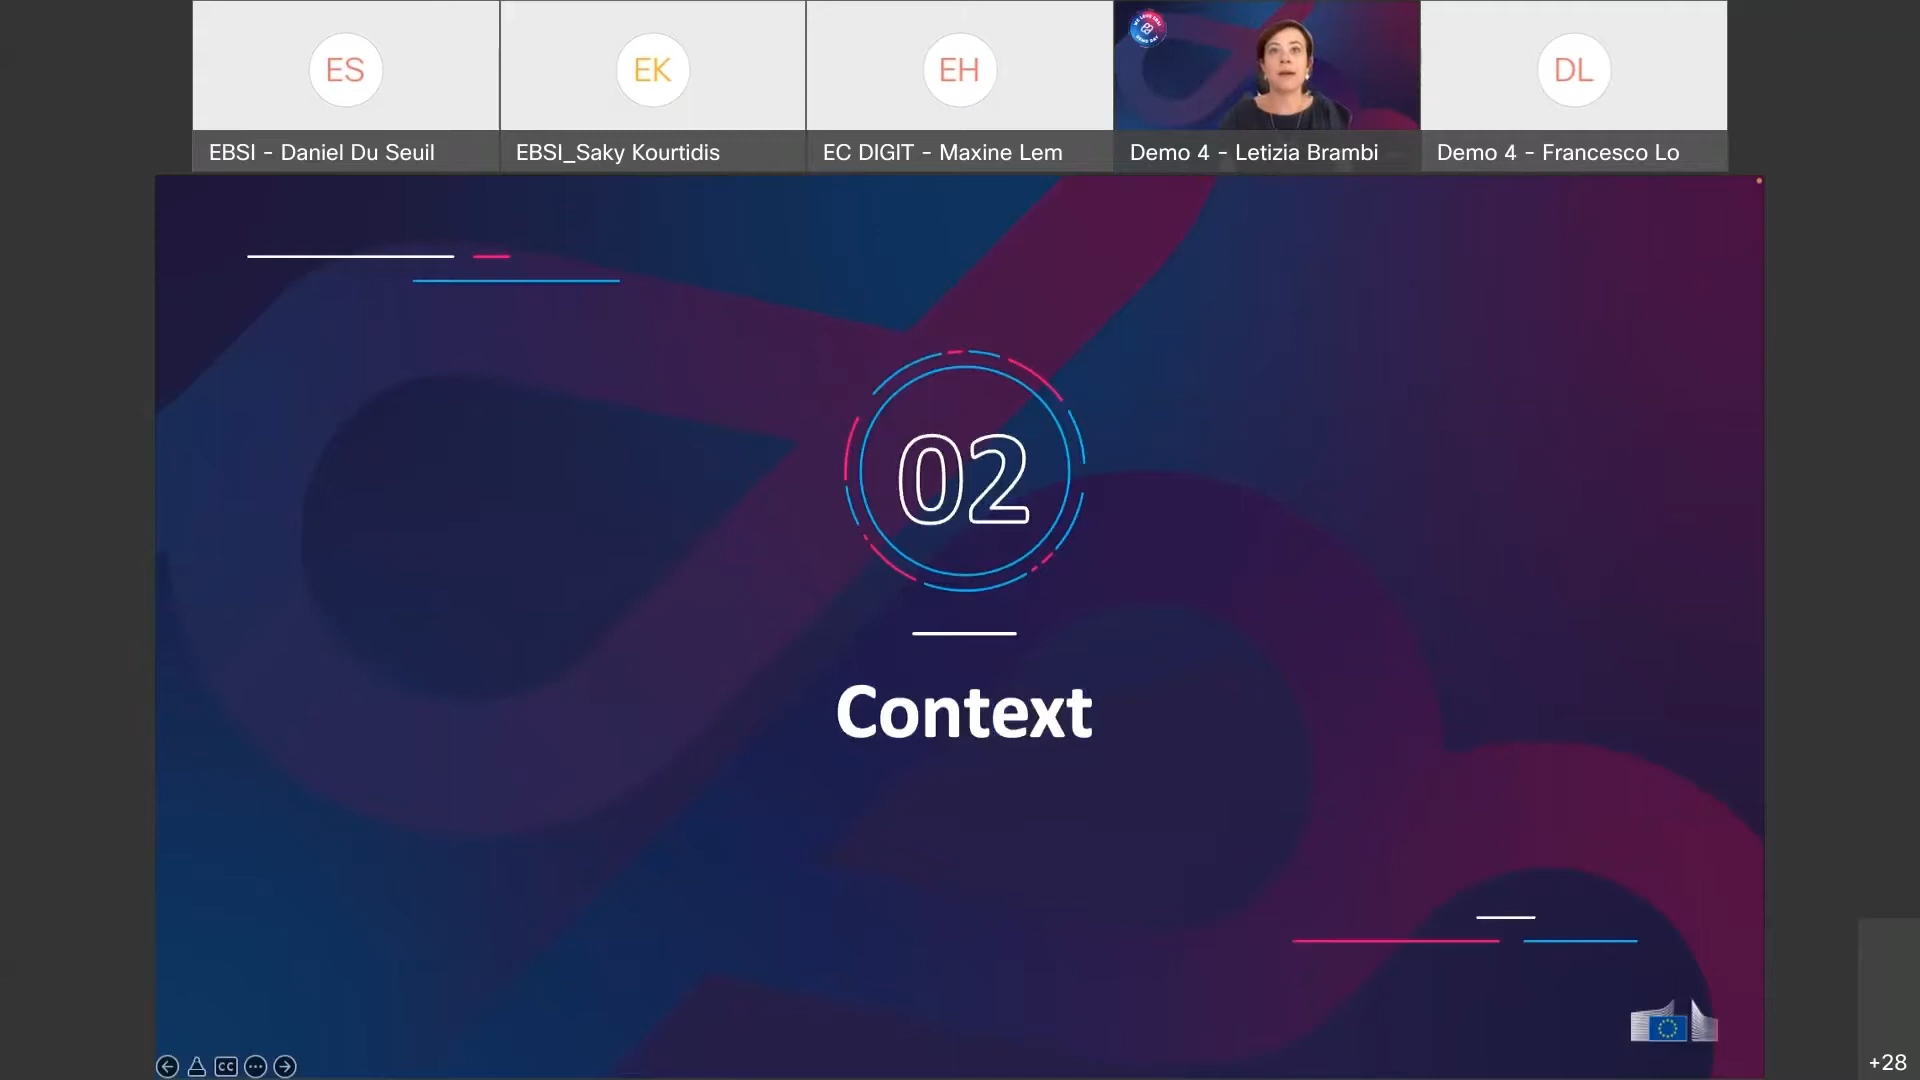 ES
EK
EH
DL
EBSI - Daniel Du Seuil
EBSI_Saky Kourtidis
EC DIGIT - Maxine Lem
Demo 4 - Letizia Brambi
Demo 4 - Francesco Lo
02
Context
CC
+28